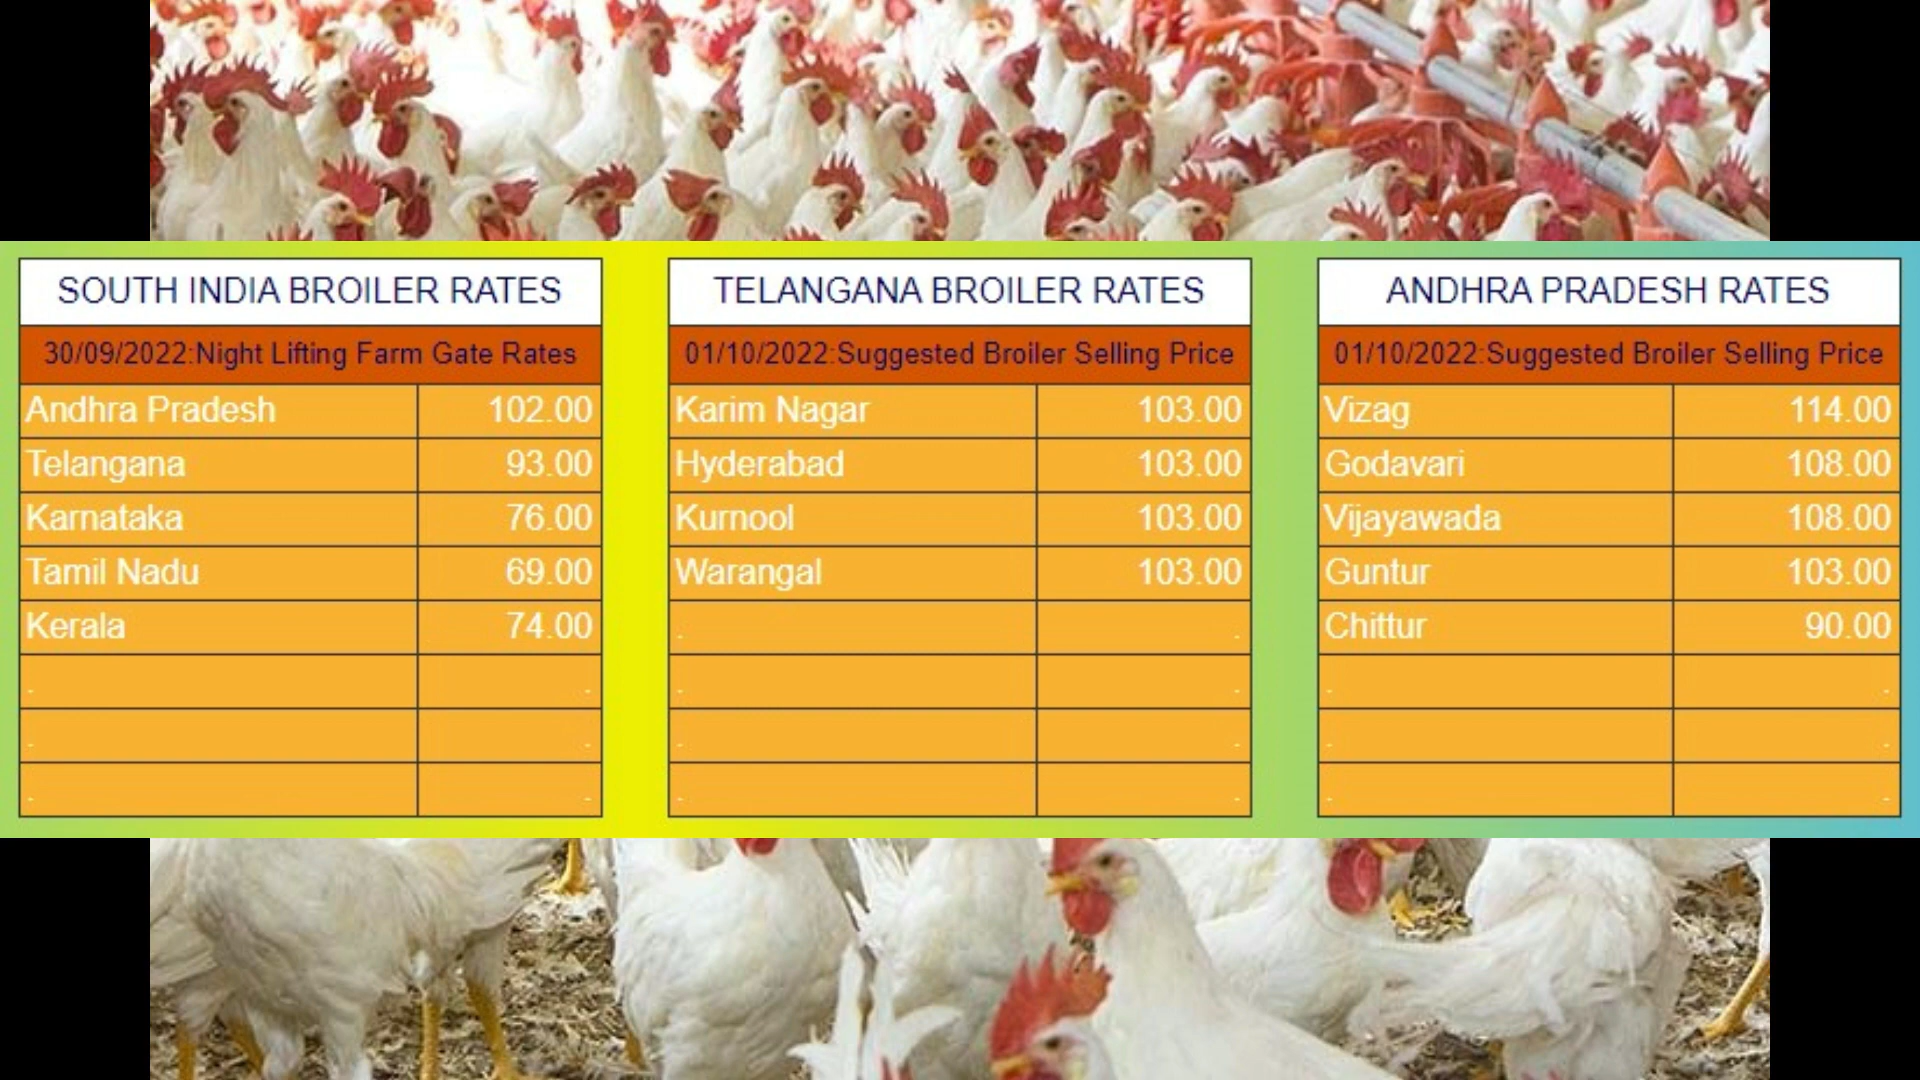 SOUTH INDIA BROILER RATES
30/09/2022:Night Lifting Farm Gate Rates
Andhra Pradesh 102.00
Telangana 93.00
Karnataka 76.00
Tamil Nadu 69.00
Kerala 74.00
. .
. .
. .
TELANGANA BROILER RATES
01/10/2022:Suggested Broiler Selling Price
Karim Nagar 103.00
Hyderabad 103.00
Kurnool 103.00
Warangal 103.00
. .
. .
. .
. .
ANDHRA PRADESH RATES
01/10/2022:Suggested Broiler Selling Price
Vizag 114.00
Godavari 108.00
Vijayawada 108.00
Guntur 103.00
Chittur 90.00
. .
. .
. .